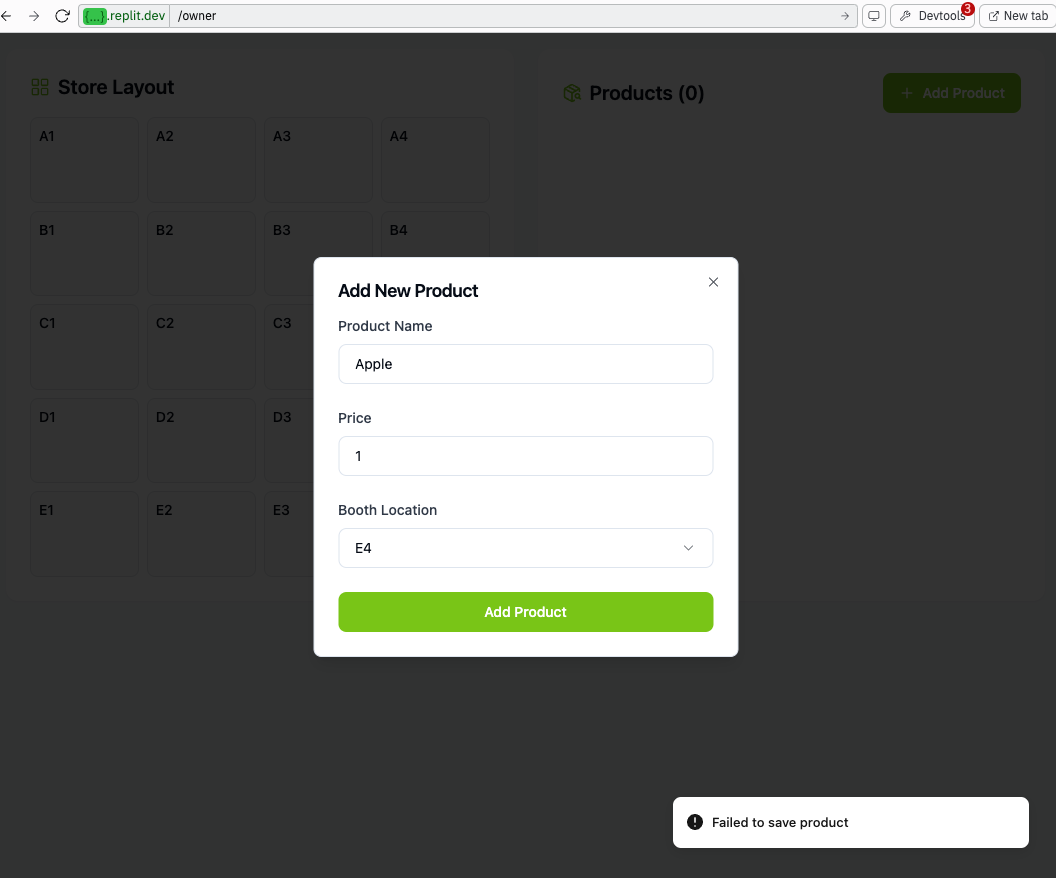 {...}.replit.dev /owner
Devtools 3
New tab
Store Layout
Products (0)
+ Add Product
A1 A2 A3 A4
B1 B2 B3 B4
C1 C2 C3
D1 D2 D3
E1 E2 E3
Add New Product
Product Name
Apple
Price
1
Booth Location
E4
Add Product
Failed to save product